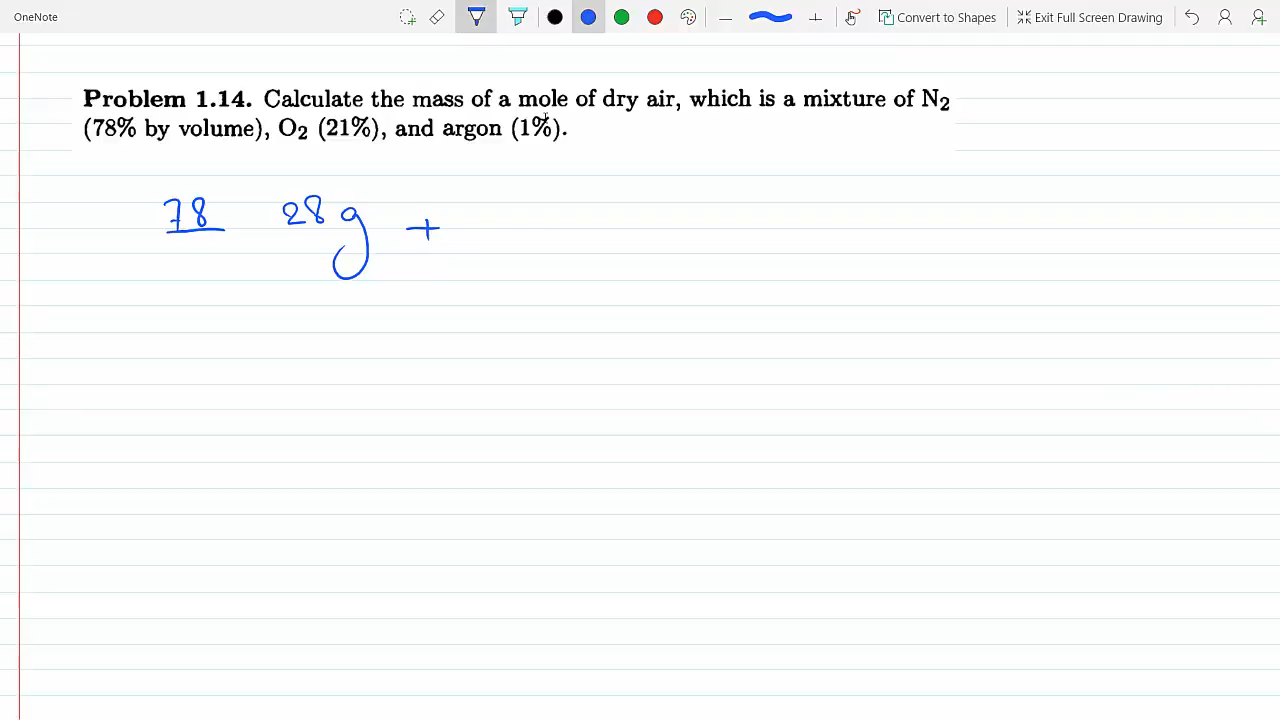 OneNote
Convert to Shapes
Exit Full Screen Drawing
Problem 1.14. Calculate the mass of a mole of dry air, which is a mixture of N₂
(78% by volume), O₂ (21%), and argon (1%).
78 28 g +